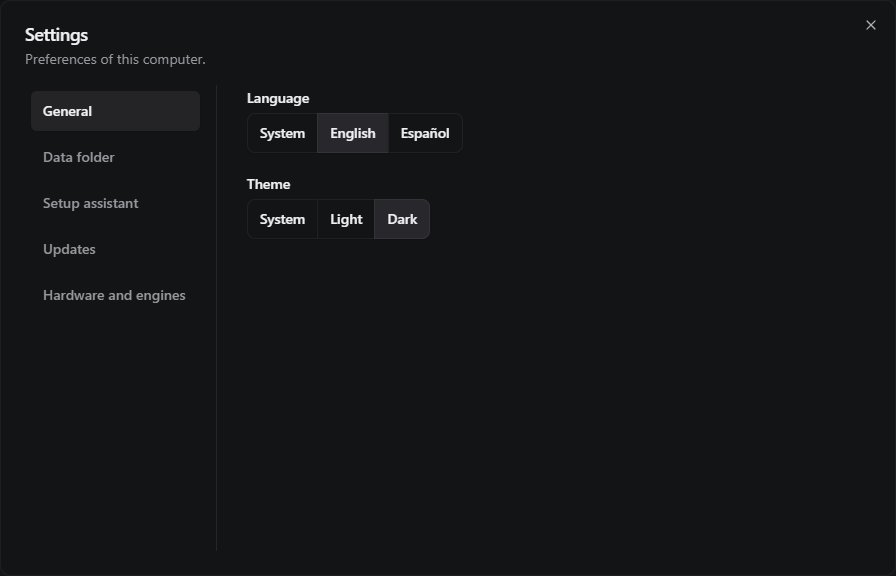 Settings
Preferences of this computer.
General
Data folder
Setup assistant
Updates
Hardware and engines
Language
System English Español
Theme
System Light Dark